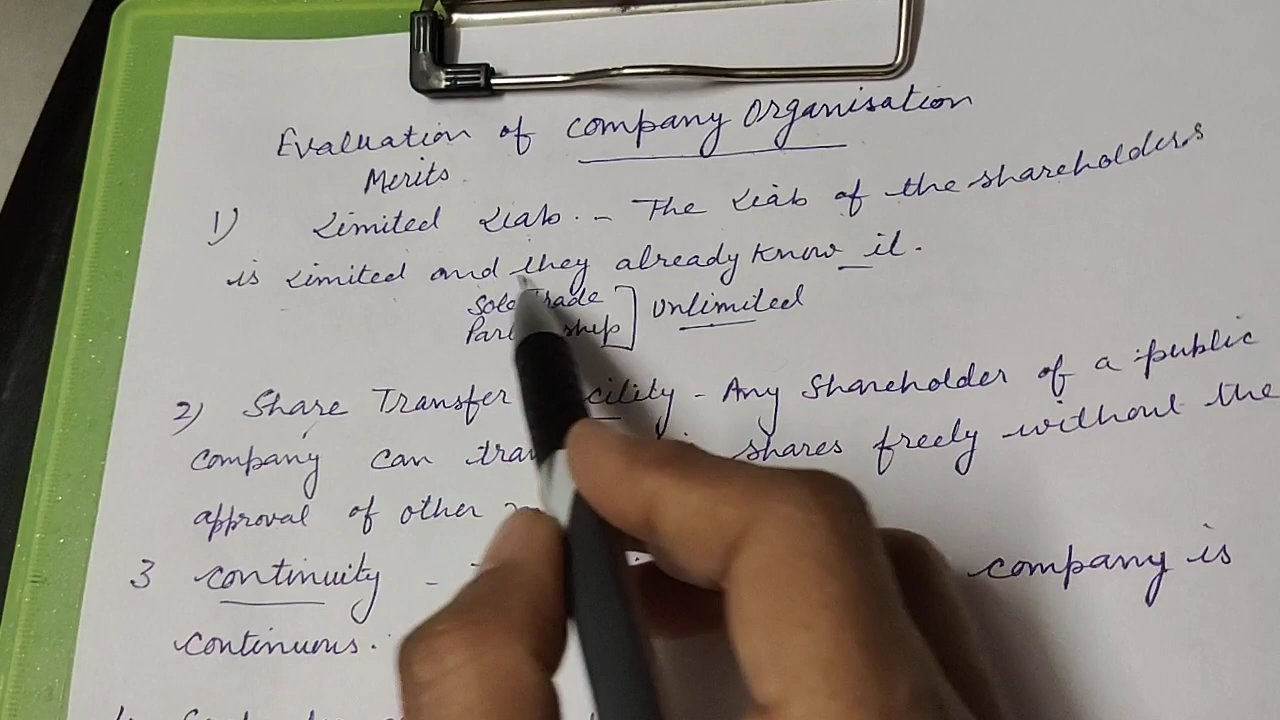 Evaluation of Company Organisation
Merits
1) Limited Liab. - The Liab of the shareholders
is Limited and they already know it.
Sole Trade
Unlimited
2) Share Transfer - Any Shareholder of a public
company can shares freely without the
approval of other
3 continuity - company is
continuous.